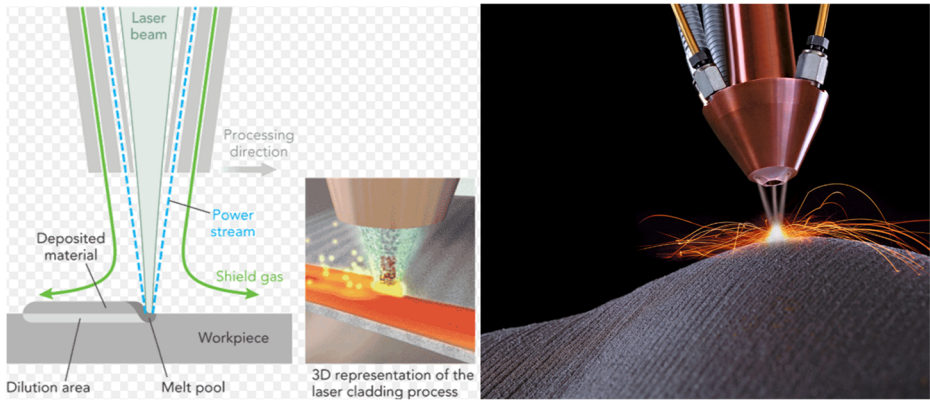 Laser
beam
Processing
direction
Power
stream
Deposited
material
Shield gas
Workpiece
Dilution area
Melt pool
3D representation of the
laser cladding process